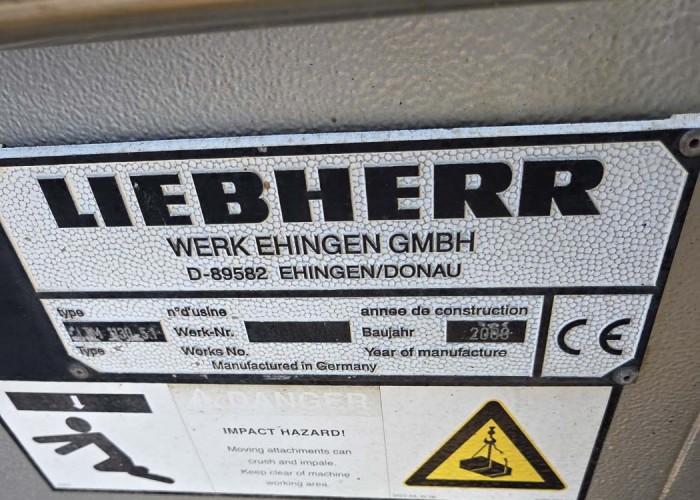 LIEBHERR
WERK EHINGEN GMBH
D-89582 EHINGEN/DONAU
type n°d'usine annee de construction
Werk-Nr. Baujahr
Type Works No. Year of manufacture
Manufactured in Germany
CE
DANGER
IMPACT HAZARD!
Moving attachments can
crush and impale.
Keep clear of machine
working area.